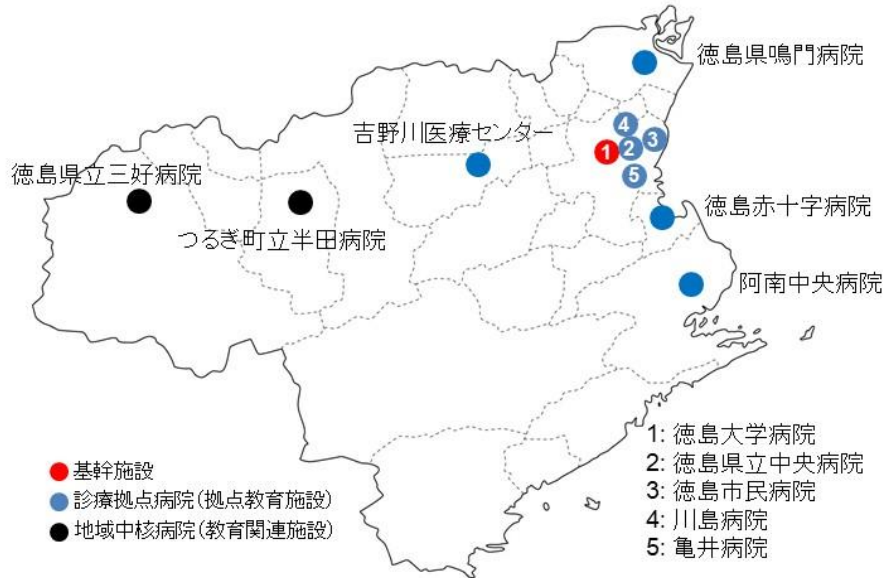 徳島県鳴門病院
吉野川医療センター
4
3
2
1
5
徳島県立三好病院
徳島赤十字病院
つるぎ町立半田病院
阿南中央病院
1: 徳島大学病院
2: 徳島県立中央病院
3: 徳島市民病院
4: 川島病院
5: 亀井病院
基幹施設
診療拠点病院(拠点教育施設)
地域中核病院(教育関連施設)